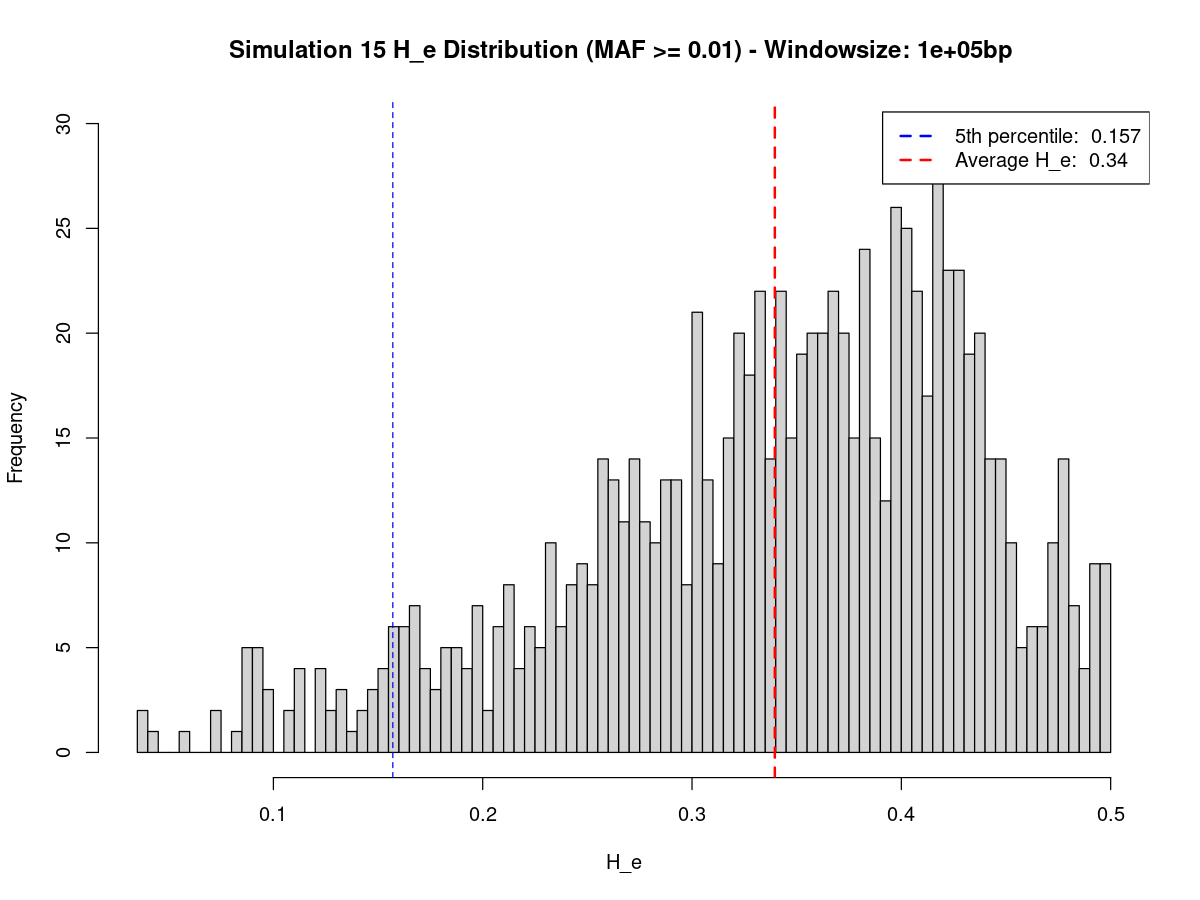 Simulation 15 H_e Distribution (MAF >= 0.01) - Windowsize: 1e+05bp
5th percentile:  0.157
Average H_e:  0.34
Frequency
30
25
20
15
10
5
0
0.1
0.2
0.3
0.4
0.5
H_e